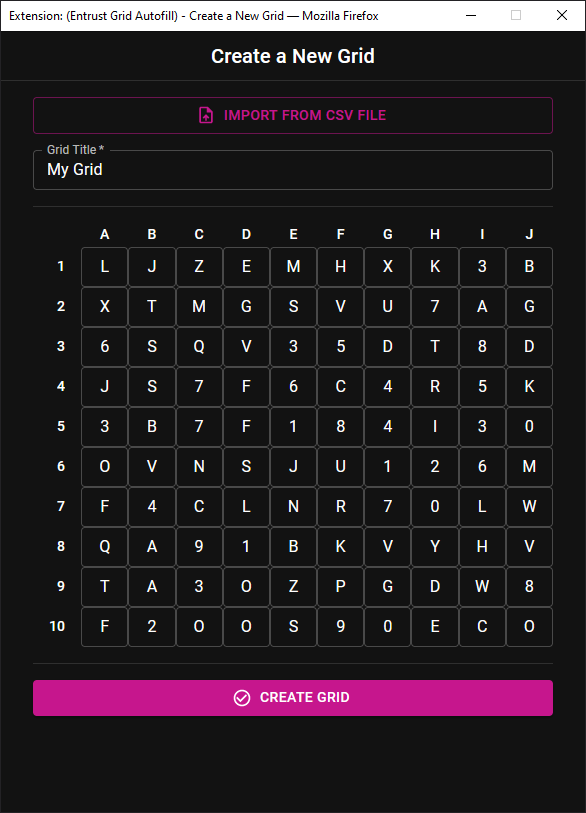 Extension: (Entrust Grid Autofill) - Create a New Grid — Mozilla Firefox
Create a New Grid
IMPORT FROM CSV FILE
Grid Title *
My Grid
A B C D E F G H I J
1 L J Z E M H X K 3 B
2 X T M G S V U 7 A G
3 6 S Q V 3 5 D T 8 D
4 J S 7 F 6 C 4 R 5 K
5 3 B 7 F 1 8 4 I 3 0
6 O V N S J U 1 2 6 M
7 F 4 C L N R 7 0 L W
8 Q A 9 1 B K V Y H V
9 T A 3 O Z P G D W 8
10 F 2 O O S 9 0 E C O
CREATE GRID